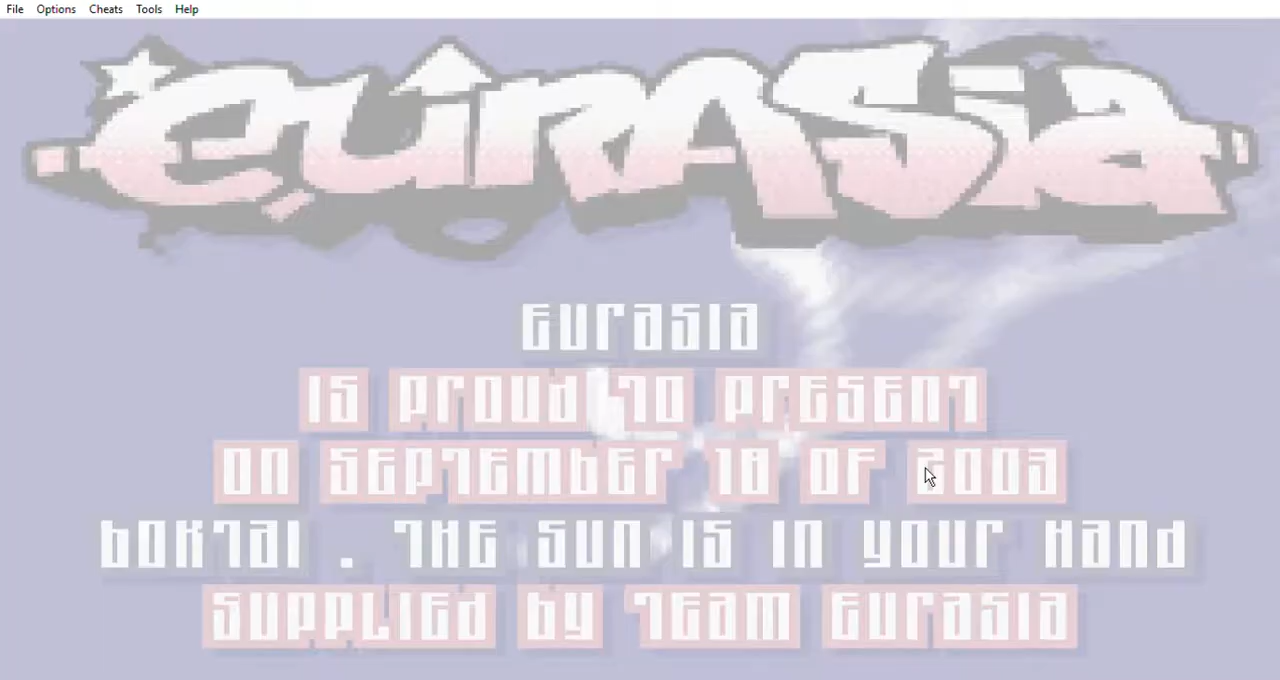 File Options Cheats Tools Help
eurasia
Eurasia
is proud to present
on september 18 of 2003
boktai . the sun is in your hand
supplied by team eurasia